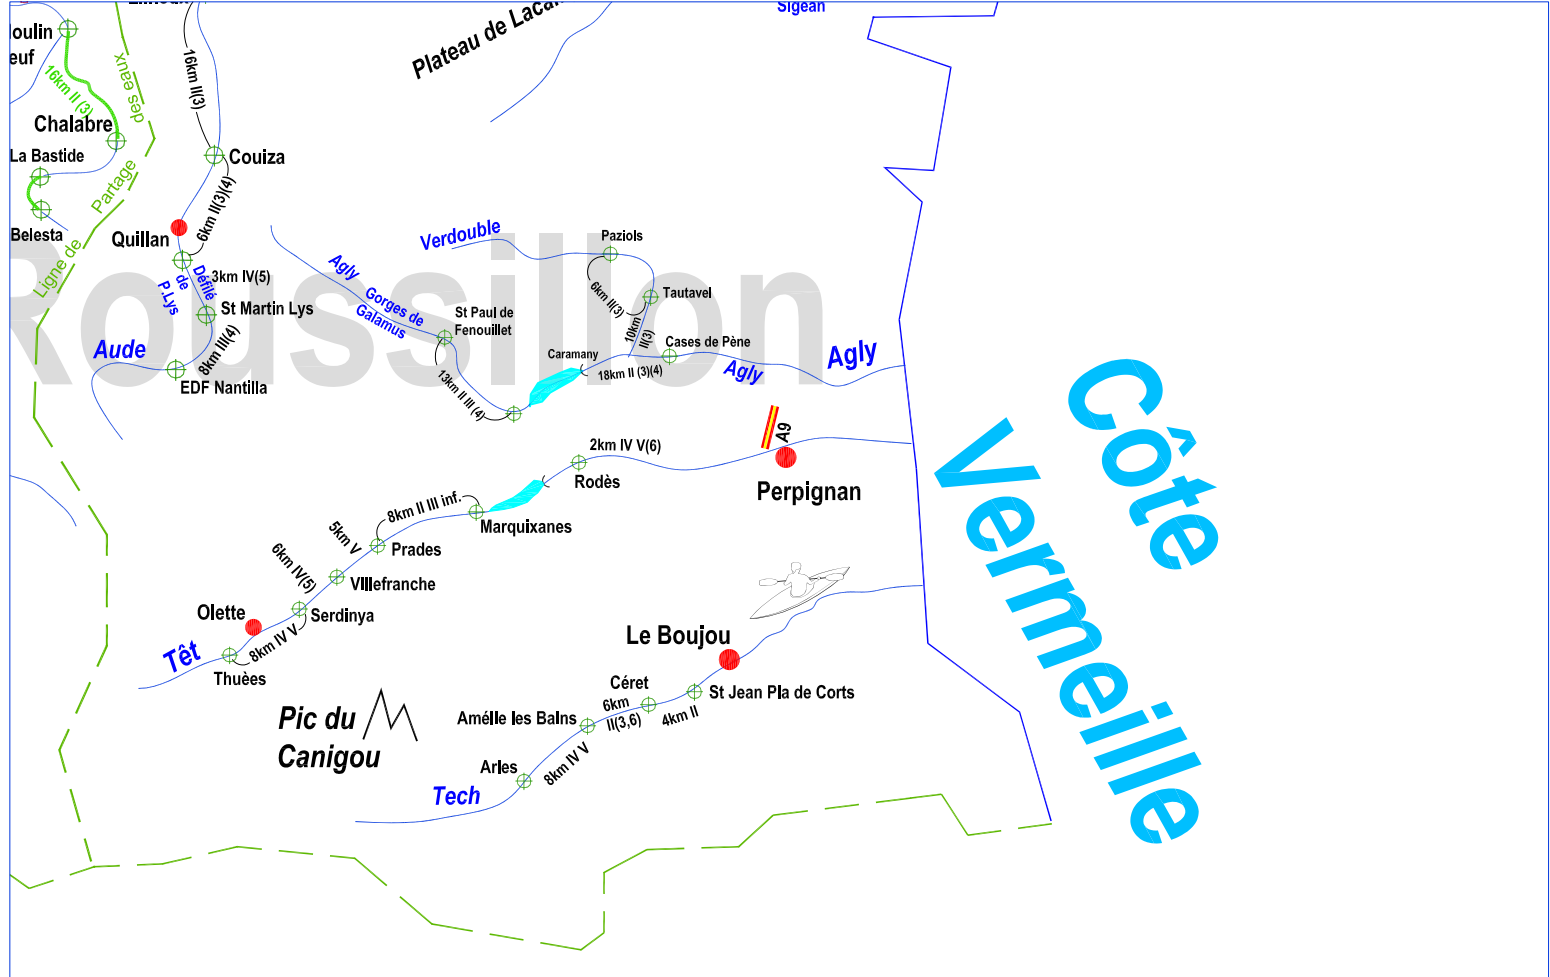 Sigean
Plateau de Lacam
oulin
euf
16km II (3)
des eaux
16km II(3)
Chalabre
La Bastide
Couiza
Partage
6km II(3)(4)
Belesta
Quillan
Ligne de
Roussillon
Verdouble
Paziols
Défilé
de
P.Lys
3km IV(5)
Agly
Gorges de
Galamus
6km II(3)
Tautavel
St Martin Lys
St Paul de
Fenouillet
10km
II(3)
Aude
8km III(4)
Caramany
Cases de Pène
Agly
Agly
EDF Nantilla
13km II III (4)
18km II (3)(4)
Côte
Vermeille
A9
2km IV V(6)
Rodès
Perpignan
8km II III inf.
Marquixanes
5km V
Prades
6km IV(5)
Villefranche
Olette
Serdinya
8km IV V
Têt
Thuèes
Le Boujou
Céret
St Jean Pla de Corts
Pic du
Canigou
Amélie les Bains
6km
II(3,6)
4km II
Arles
8km IV V
Tech